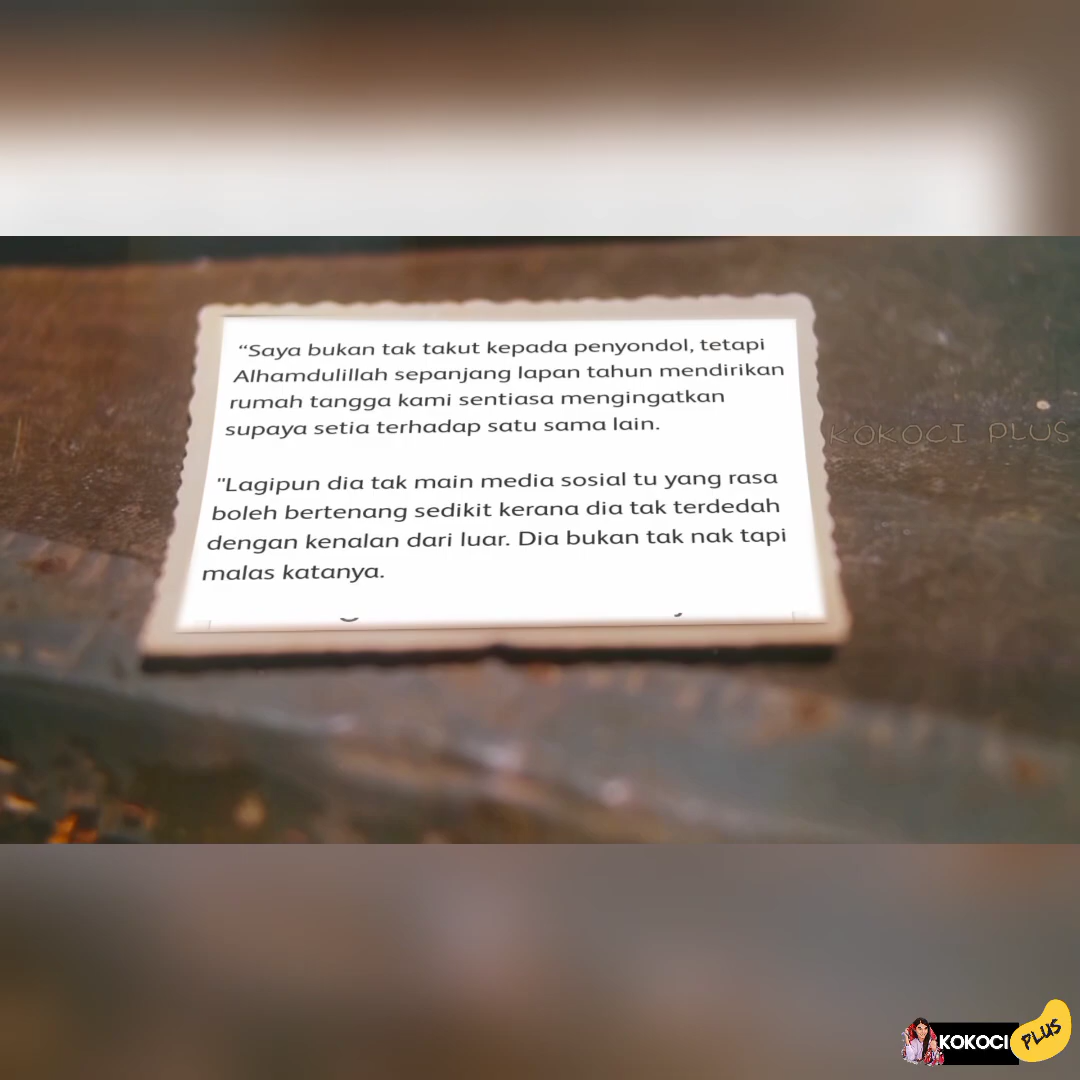 “Saya bukan tak takut kepada penyondol, tetapi
Alhamdulillah sepanjang lapan tahun mendirikan
rumah tangga kami sentiasa mengingatkan
supaya setia terhadap satu sama lain.
"Lagipun dia tak main media sosial tu yang rasa
boleh bertenang sedikit kerana dia tak terdedah
dengan kenalan dari luar. Dia bukan tak nak tapi
malas katanya.
KOKOCI PLUS
KOKOCI PLUS